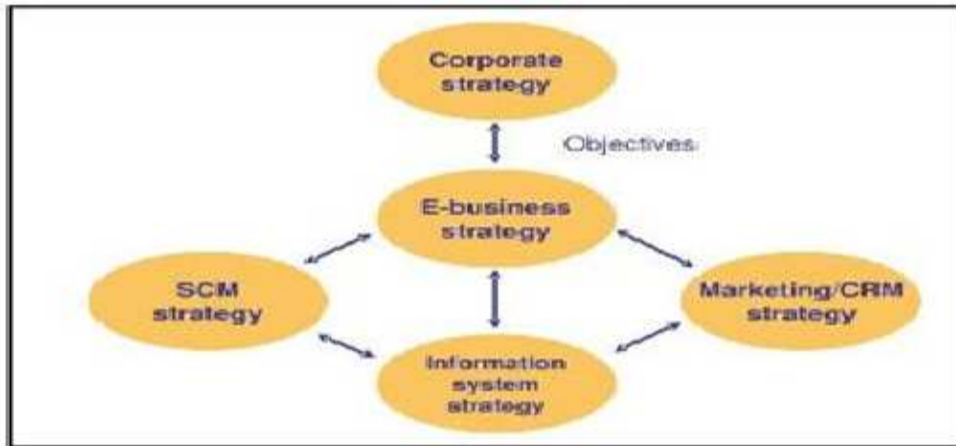 Corporate
strategy
Objectives
E-business
strategy
SCM
strategy
Marketing/CRM
strategy
Information
system
strategy